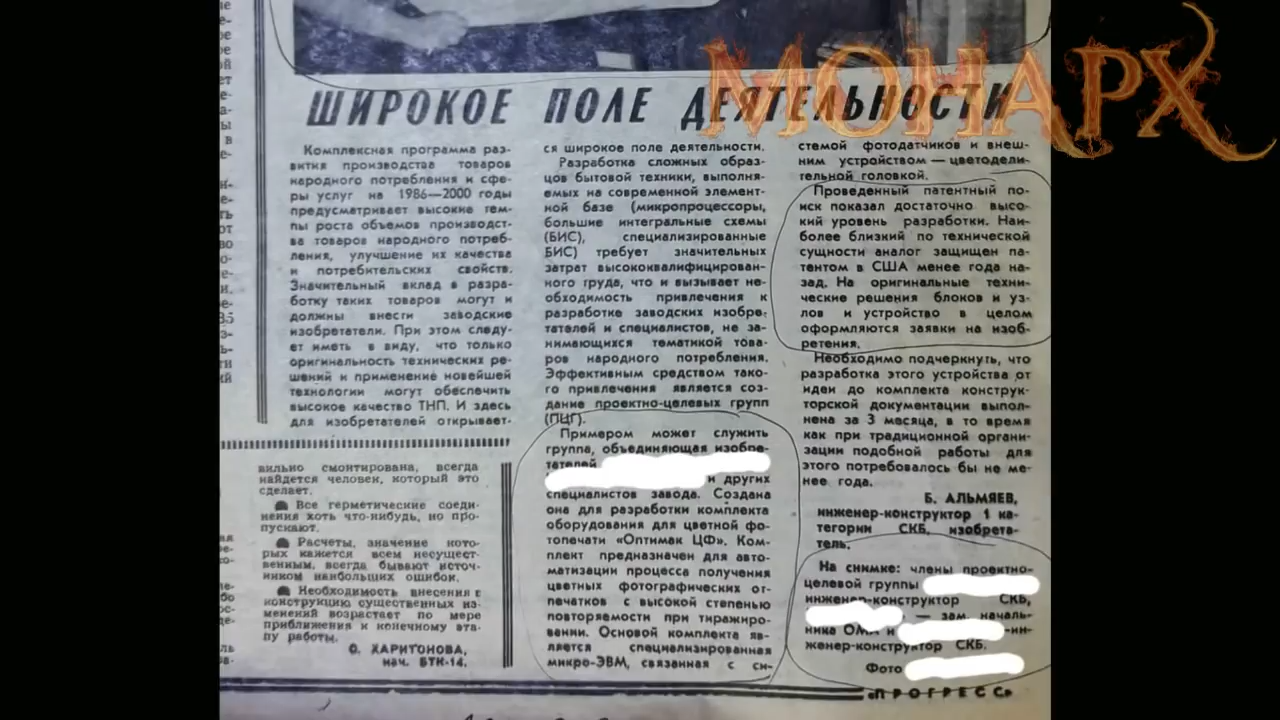 МОНАРХ
ШИРОКОЕ ПОЛЕ ДЕЯТЕЛЬНОСТИ
Комплексная программа раз-
вития производства товаров
народного потребления и сфе-
ры услуг на 1986—2000 годы
предусматривает высокие тем-
пы роста объемов производст-
ва товаров народного потреб-
ления, улучшение их качества
и потребительских свойств.
Значительный вклад в разра-
ботку таких товаров могут и
должны внести заводские
изобретатели. При этом следу-
ет иметь в виду, что только
оригинальность технических ре-
шений и применение новейшей
технологии могут обеспечить
высокое качество ТНП. И здесь
для изобретателей открывает-
ся широкое поле деятельности.
Разработка сложных образ-
цов бытовой техники, выполня-
емых на современной элемент-
ной базе (микропроцессоры,
большие интегральные схемы
(БИС), специализированные
БИС) требует значительных
затрат высококвалифицирован-
ного труда, что и вызывает не-
обходимость привлечения к
разработке заводских изобре-
тателей и специалистов, не за-
нимающихся тематикой това-
ров народного потребления.
Эффективным средством тако-
го привлечения является соз-
дание проектно-целевых групп
(ПЦГ).
Примером может служить
группа, объединяющая изобре-
тателей
и других
специалистов завода. Создана
она для разработки комплекта
оборудования для цветной фо-
топечати «Оптимак ЦФ». Ком-
плект предназначен для авто-
матизации процесса получения
цветных фотографических от-
печатков с высокой степенью
повторяемости при тиражиро-
вании. Основой комплекта яв-
ляется специализированная
микро-ЭВМ, связанная с си-
стемой фотодатчиков и внеш-
ним устройством — цветодели-
тельной головкой.
Проведенный патентный по-
иск показал достаточно высо-
кий уровень разработки. Наи-
более близкий по технической
сущности аналог защищен па-
тентом в США менее года на-
зад. На оригинальные техни-
ческие решения блоков и уз-
лов и устройство в целом
оформляются заявки на изоб-
ретения.
Необходимо подчеркнуть, что
разработка этого устройства от
идеи до комплекта конструк-
торской документации выпол-
нена за 3 месяца, в то время
как при традиционной органи-
зации подобной работы для
этого потребовалось бы не ме-
нее года.
Б. АЛЬМЯЕВ,
инженер-конструктор 1 ка-
тегории СКБ, изобрета-
тель.
На снимке: члены проектно-
целевой группы
инженер-конструктор СКБ,
— зам. началь-
ника ОМА и -ин-
женер-конструктор СКБ.
Фото
вильно смонтирована, всегда
найдется человек, который это
сделает.
Все герметические соеди-
нения хоть что-нибудь, но про-
пускают.
Расчеты, значение кото-
рых кажется всем несущест-
венным, всегда бывают источ-
ником наибольших ошибок.
Необходимость внесения в
конструкцию существенных из-
менений возрастает по мере
приближения к конечному эта-
пу работы.
О. ХАРИТОНОВА,
нач. БТК-14.
«ПРОГРЕСС»